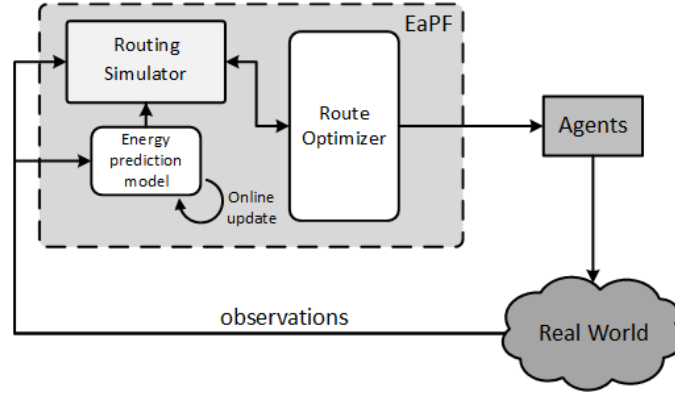 EaPF
Routing
Simulator
Energy
prediction
model
Online
update
Route
Optimizer
Agents
observations
Real World